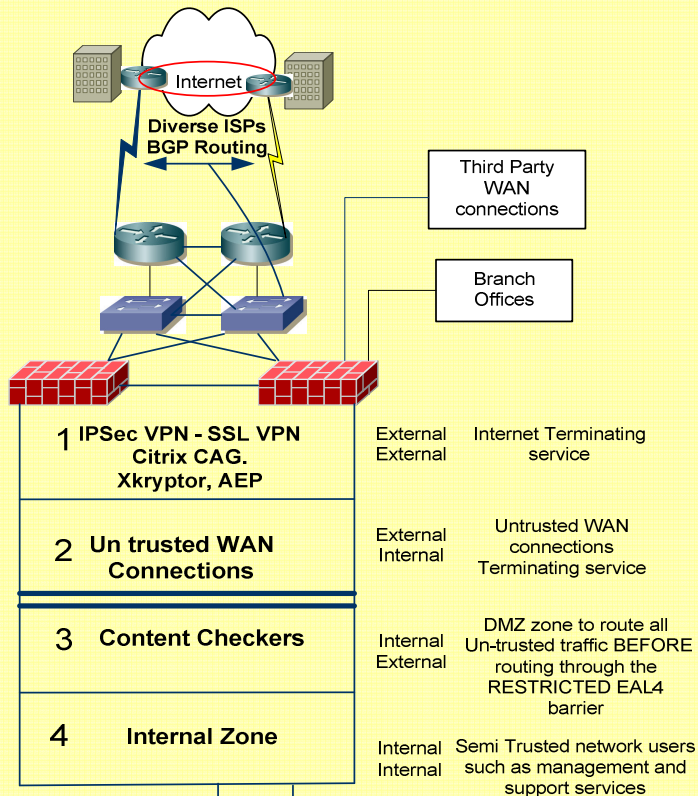 Internet
Diverse ISPs
BGP Routing
Third Party
WAN
connections
Branch
Offices
1 IPSec VPN - SSL VPN
Citrix CAG.
Xkryptor, AEP
External
External
Internet Terminating
service
2 Un trusted WAN
Connections
External
Internal
Untrusted WAN
connections
Terminating service
3 Content Checkers
Internal
External
DMZ zone to route all
Un-trusted traffic BEFORE
routing through the
RESTRICTED EAL4
barrier
4 Internal Zone
Internal
Internal
Semi Trusted network users
such as management and
support services